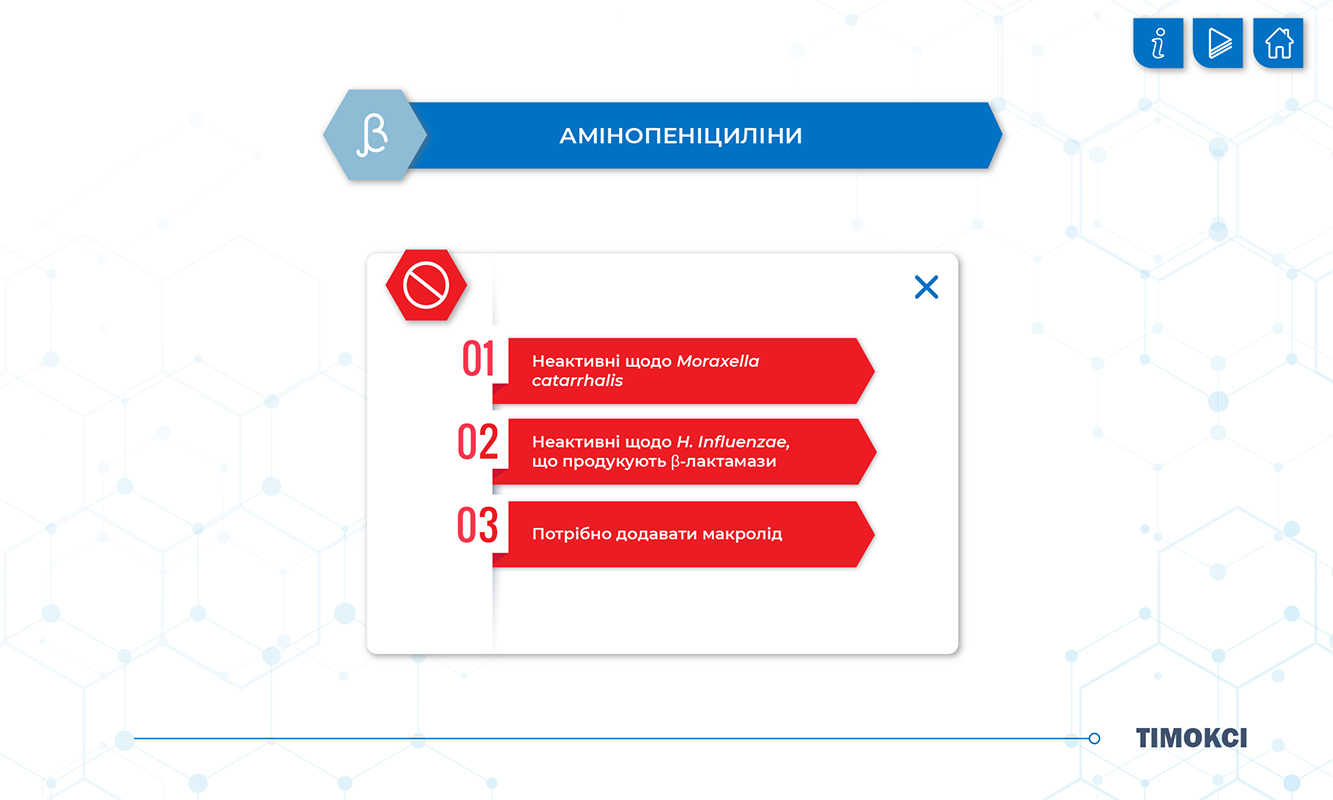 β
АМІНОПЕНІЦИЛІНИ
01
Неактивні щодо Moraxella
catarrhalis
02
Неактивні щодо H. Influenzae,
що продукують β-лактамази
03
Потрібно додавати макролід
ТІМОКСІ